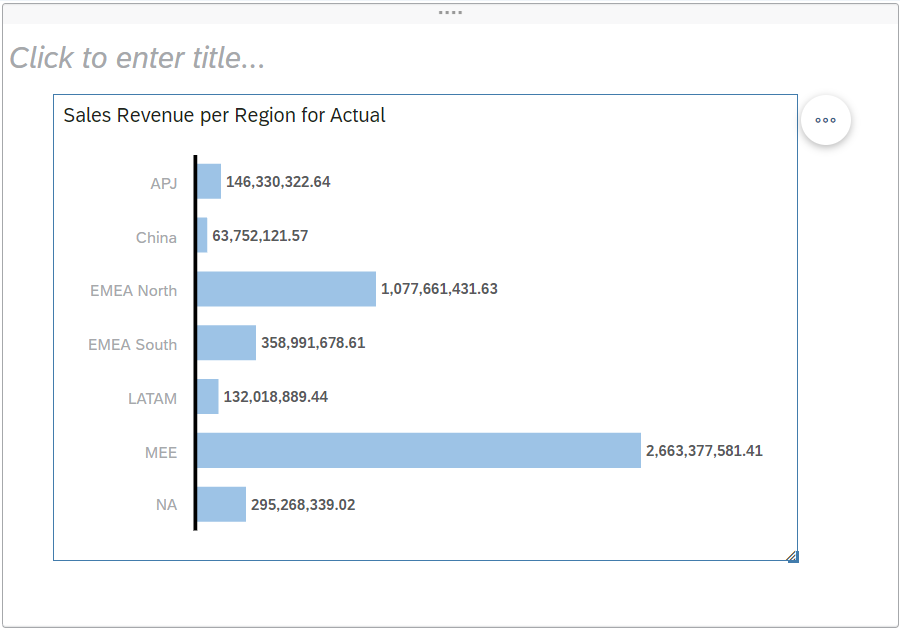 Click to enter title...
Sales Revenue per Region for Actual
APJ 146,330,322.64
China 63,752,121.57
EMEA North 1,077,661,431.63
EMEA South 358,991,678.61
LATAM 132,018,889.44
MEE 2,663,377,581.41
NA 295,268,339.02